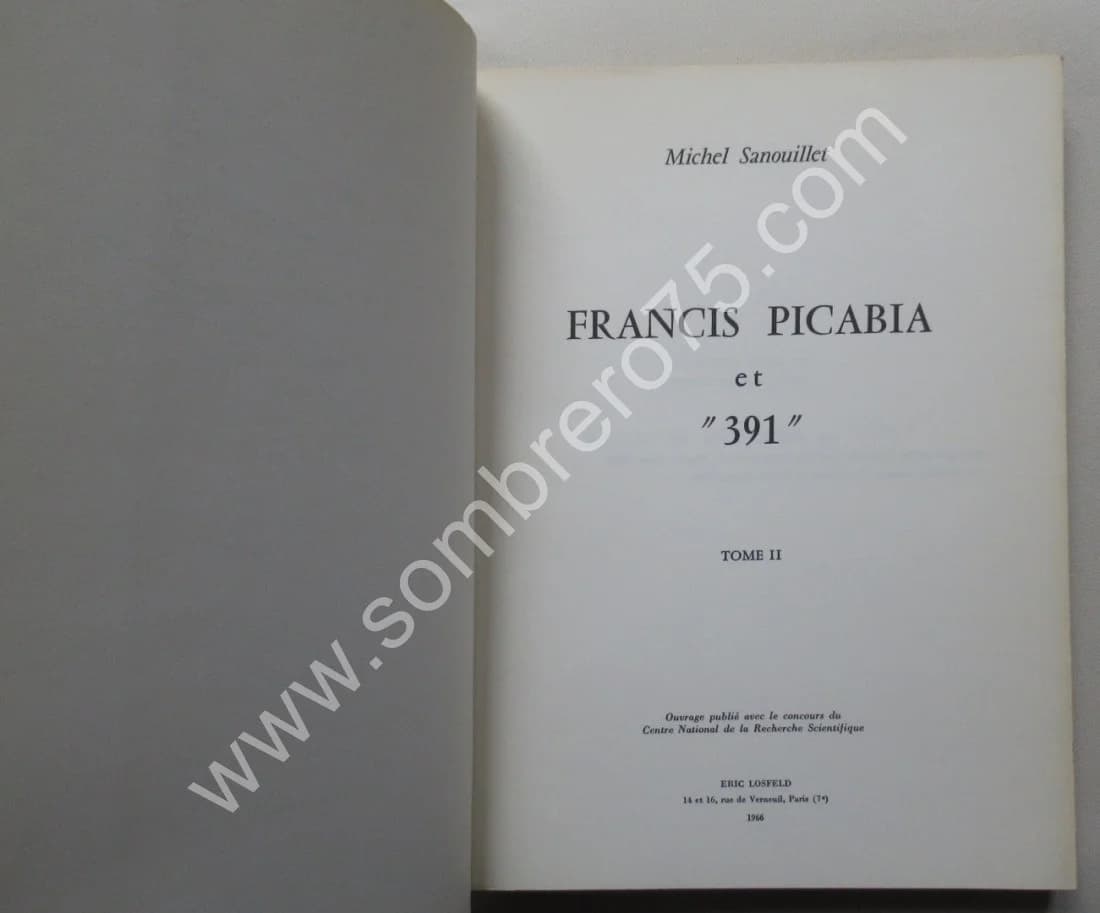 Michel Sanouillet
FRANCIS PICABIA
et
"391"
TOME II
Ouvrage publié avec le concours du
Centre National de la Recherche Scientifique
ERIC LOSFELD
14 et 16, rue de Verneuil, Paris (7e)
1966
www.sombrero75.com